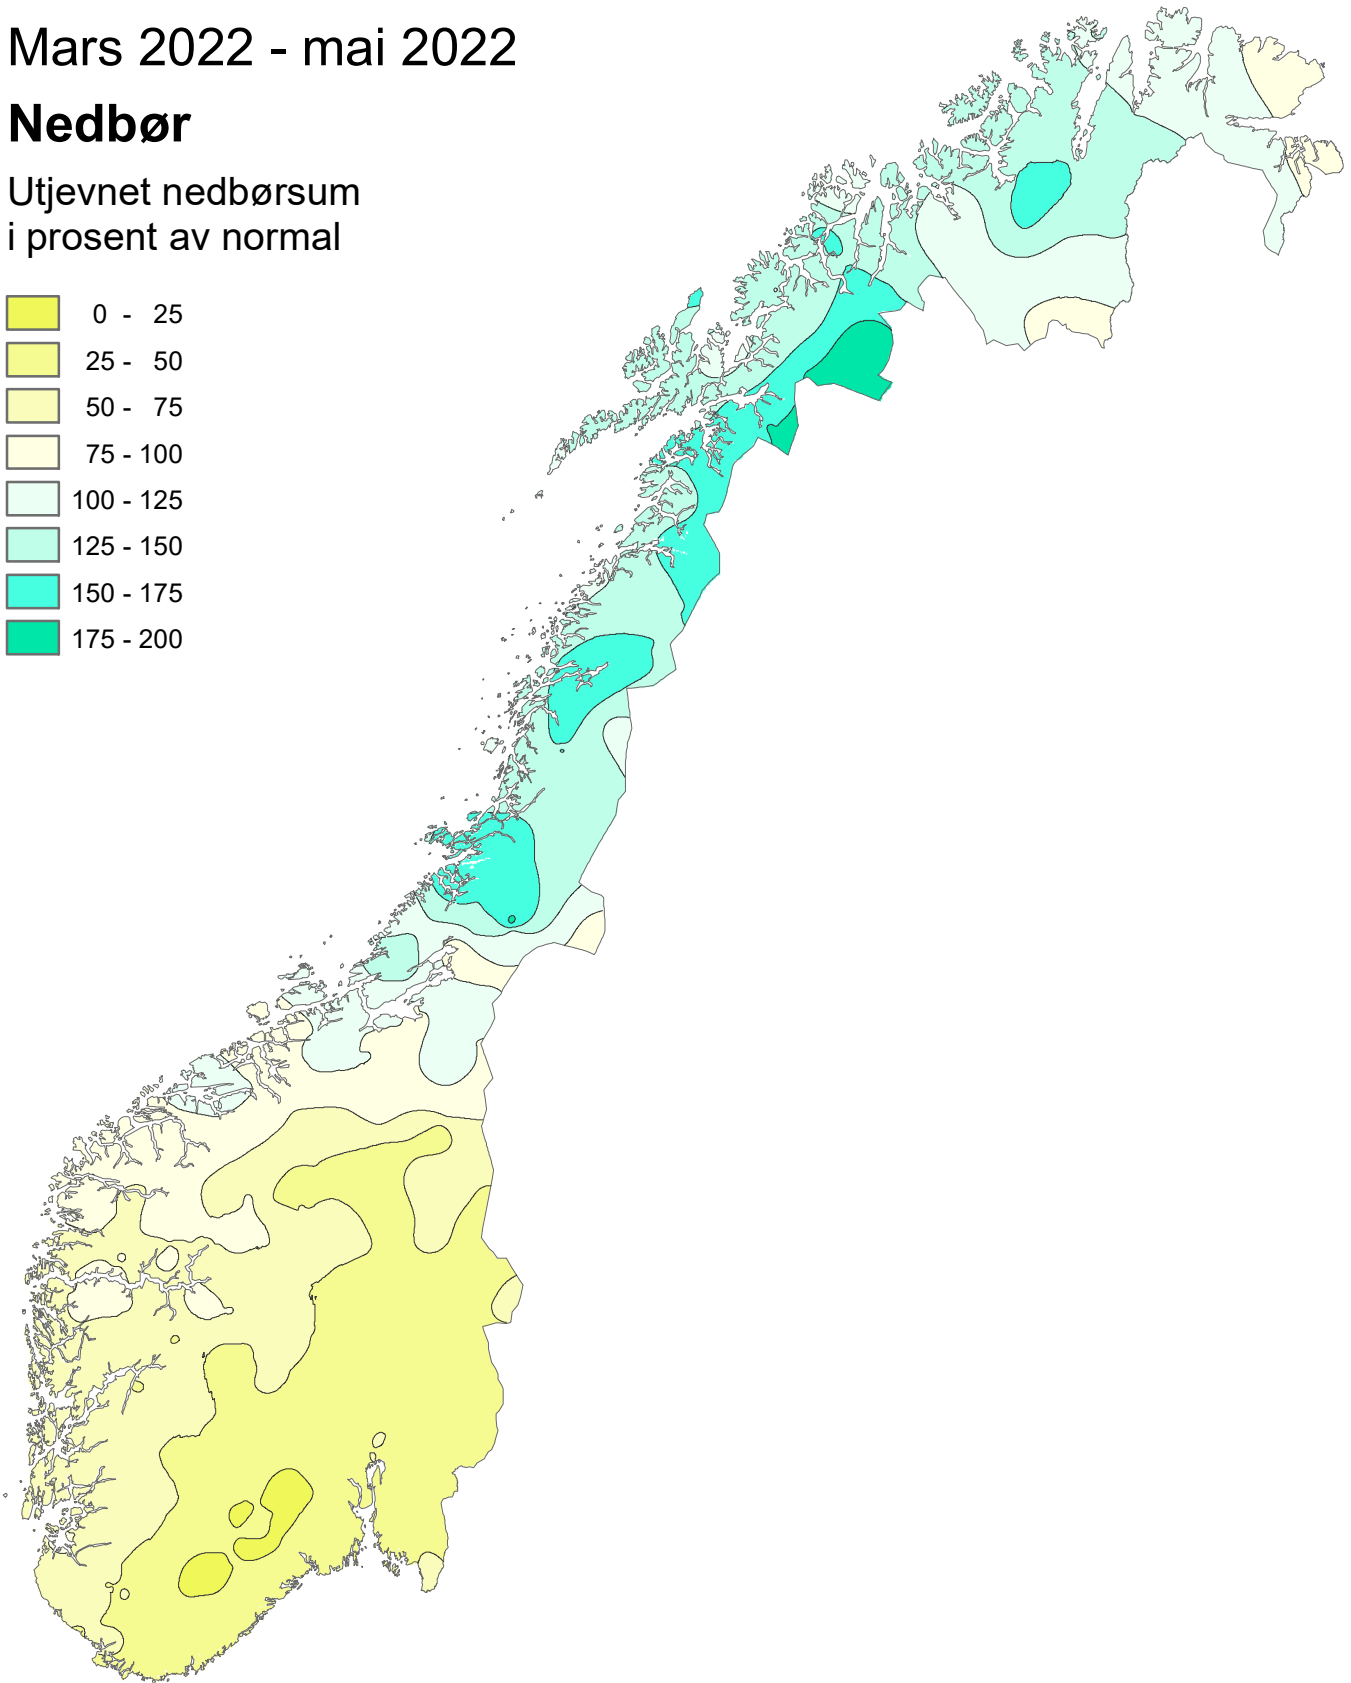 Mars 2022 - mai 2022
Nedbør
Utjevnet nedbørsum
i prosent av normal
0 - 25
25 - 50
50 - 75
75 - 100
100 - 125
125 - 150
150 - 175
175 - 200